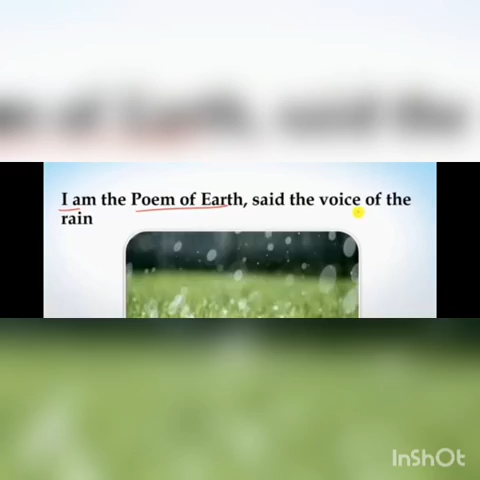 I am the Poem of Earth, said the voice of the
rain
InShOt